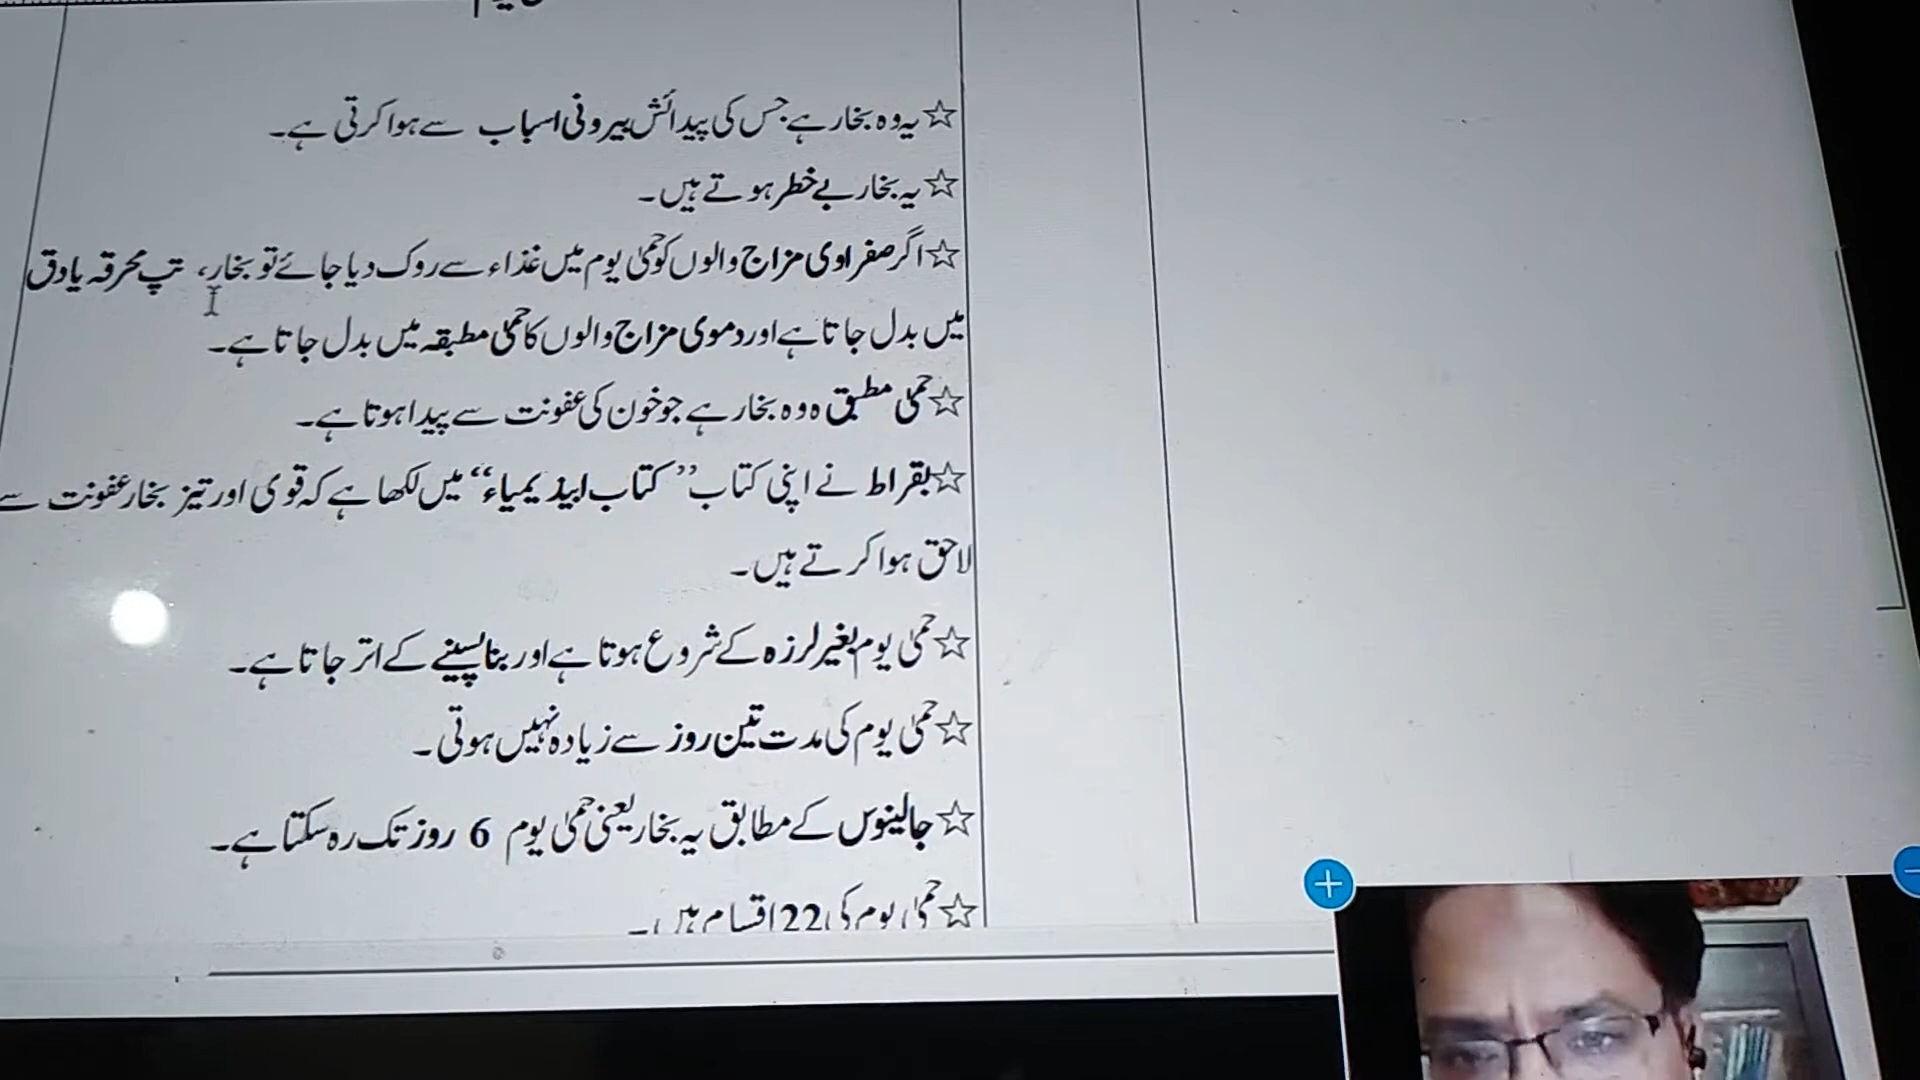 ☆یہ وہ بخار ہے جس کی پیدائش بیرونی اسباب سے ہوا کرتی ہے۔
☆یہ بخار بے خطر ہوتے ہیں۔
☆اگر صفراوی مزاج والوں کو حمیٰ یوم میں غذاء سے روک دیا جائے تو بخار، تپ محرقہ یا دق
میں بدل جاتا ہے اور دموی مزاج والوں کا حمیٰ مطبقہ میں بدل جاتا ہے۔
☆حمیٰ مطبق ہ وہ بخار ہے جو خون کی عفونت سے پیدا ہوتا ہے۔
☆بقراط نے اپنی کتاب ”کتاب ابیذیمیاء“ میں لکھا ہے کہ قوی اور تیز بخار عفونت سے
لاحق ہوا کرتے ہیں۔
☆حمیٰ یوم بغیر لرزہ کے شروع ہوتا ہے اور بنا پسینے کے اتر جاتا ہے۔
☆حمیٰ یوم کی مدت تین روز سے زیادہ نہیں ہوتی۔
☆جالینوس کے مطابق یہ بخار یعنی حمیٰ یوم 6 روز تک رہ سکتا ہے۔
☆حمیٰ یوم کی 22 اقسام ہیں۔